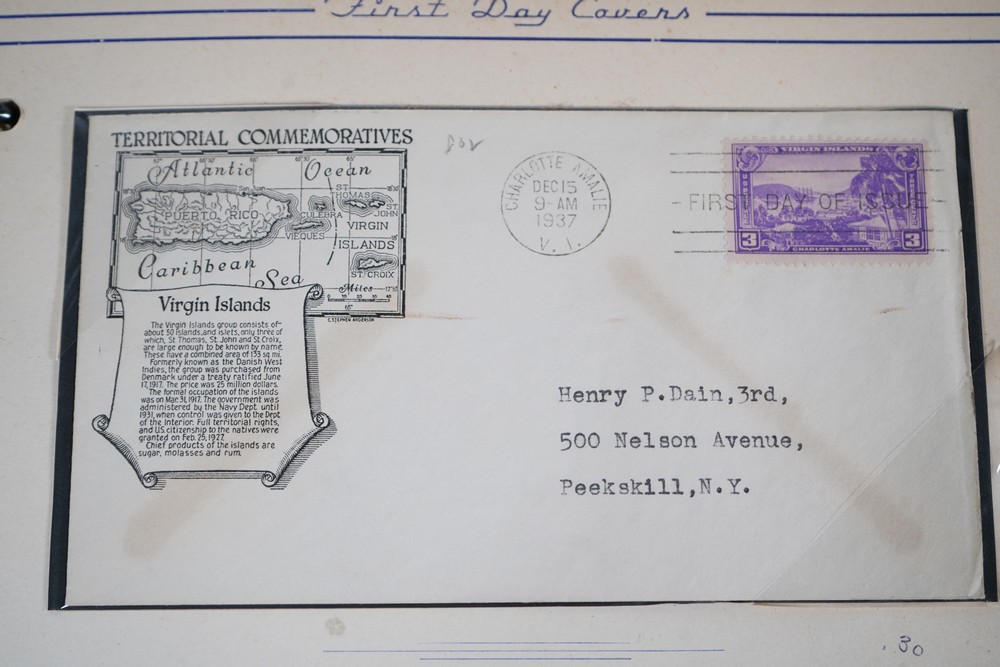 First Day Covers
TERRITORIAL COMMEMORATIVES
Atlantic Ocean
PUERTO RICO
CULEBRA
VIEQUES
ST. THOMAS
ST. JOHN
VIRGIN
ISLANDS
ST. CROIX
Caribbean Sea
Miles
C. STEPHEN ANDERSON
Virgin Islands
The Virgin Islands group consists of
about 50 islands, and islets, only three of
which, St Thomas, St. John and St Croix,
are large enough to be known by name.
These have a combined area of 133 sq. mi.
Formerly known as the Danish West
Indies, the group was purchased from
Denmark under a treaty ratified June
17, 1917. The price was 25 million dollars.
The formal occupation of the islands
was on Mar. 31, 1917. The government was
administered by the Navy Dept. until
1931, when control was given to the Dept
of the Interior. Full territorial rights,
and U.S. citizenship to the natives were
granted on Feb. 25, 1927.
Chief products of the islands are
sugar, molasses and rum.
CHARLOTTE AMALIE
DEC 15
9-AM
1937
V. I.
FIRST DAY OF ISSUE
VIRGIN ISLANDS
3 3
CHARLOTTE AMALIE
Henry P.Dain,3rd,
500 Nelson Avenue,
Peekskill,N.Y.
.30